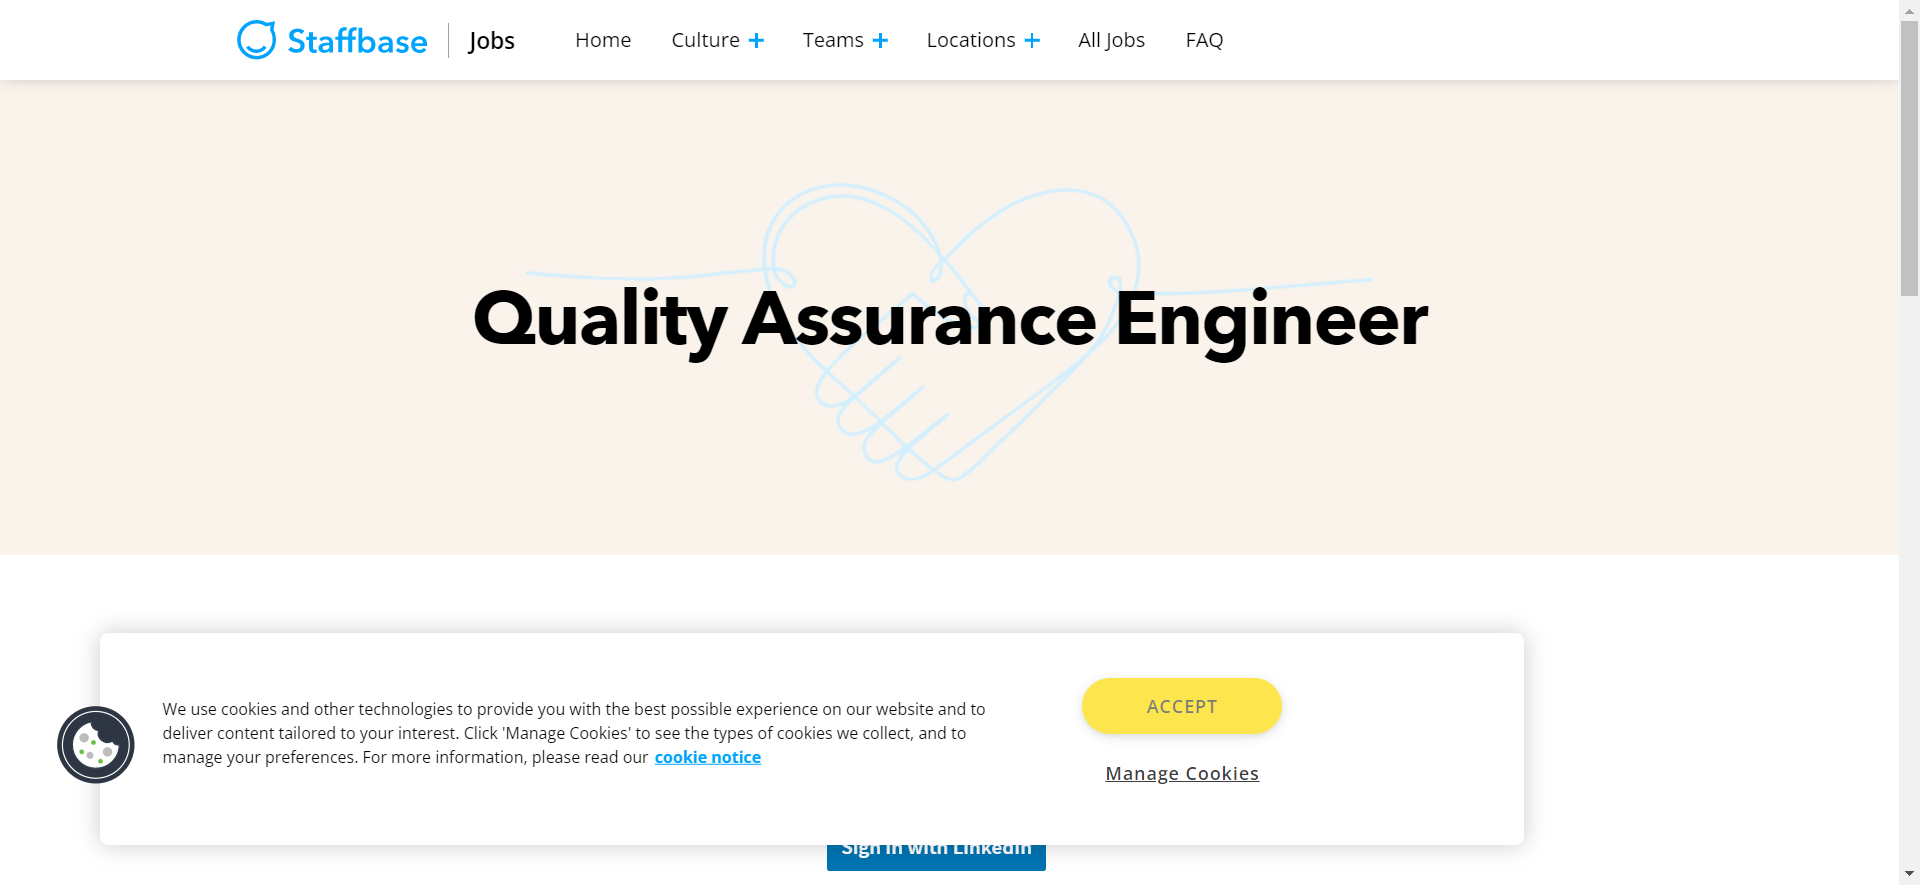 Staffbase Jobs Home Culture + Teams + Locations + All Jobs FAQ
Quality Assurance Engineer
We use cookies and other technologies to provide you with the best possible experience on our website and to
deliver content tailored to your interest. Click 'Manage Cookies' to see the types of cookies we collect, and to
manage your preferences. For more information, please read our cookie notice
ACCEPT
Manage Cookies
Sign in with LinkedIn